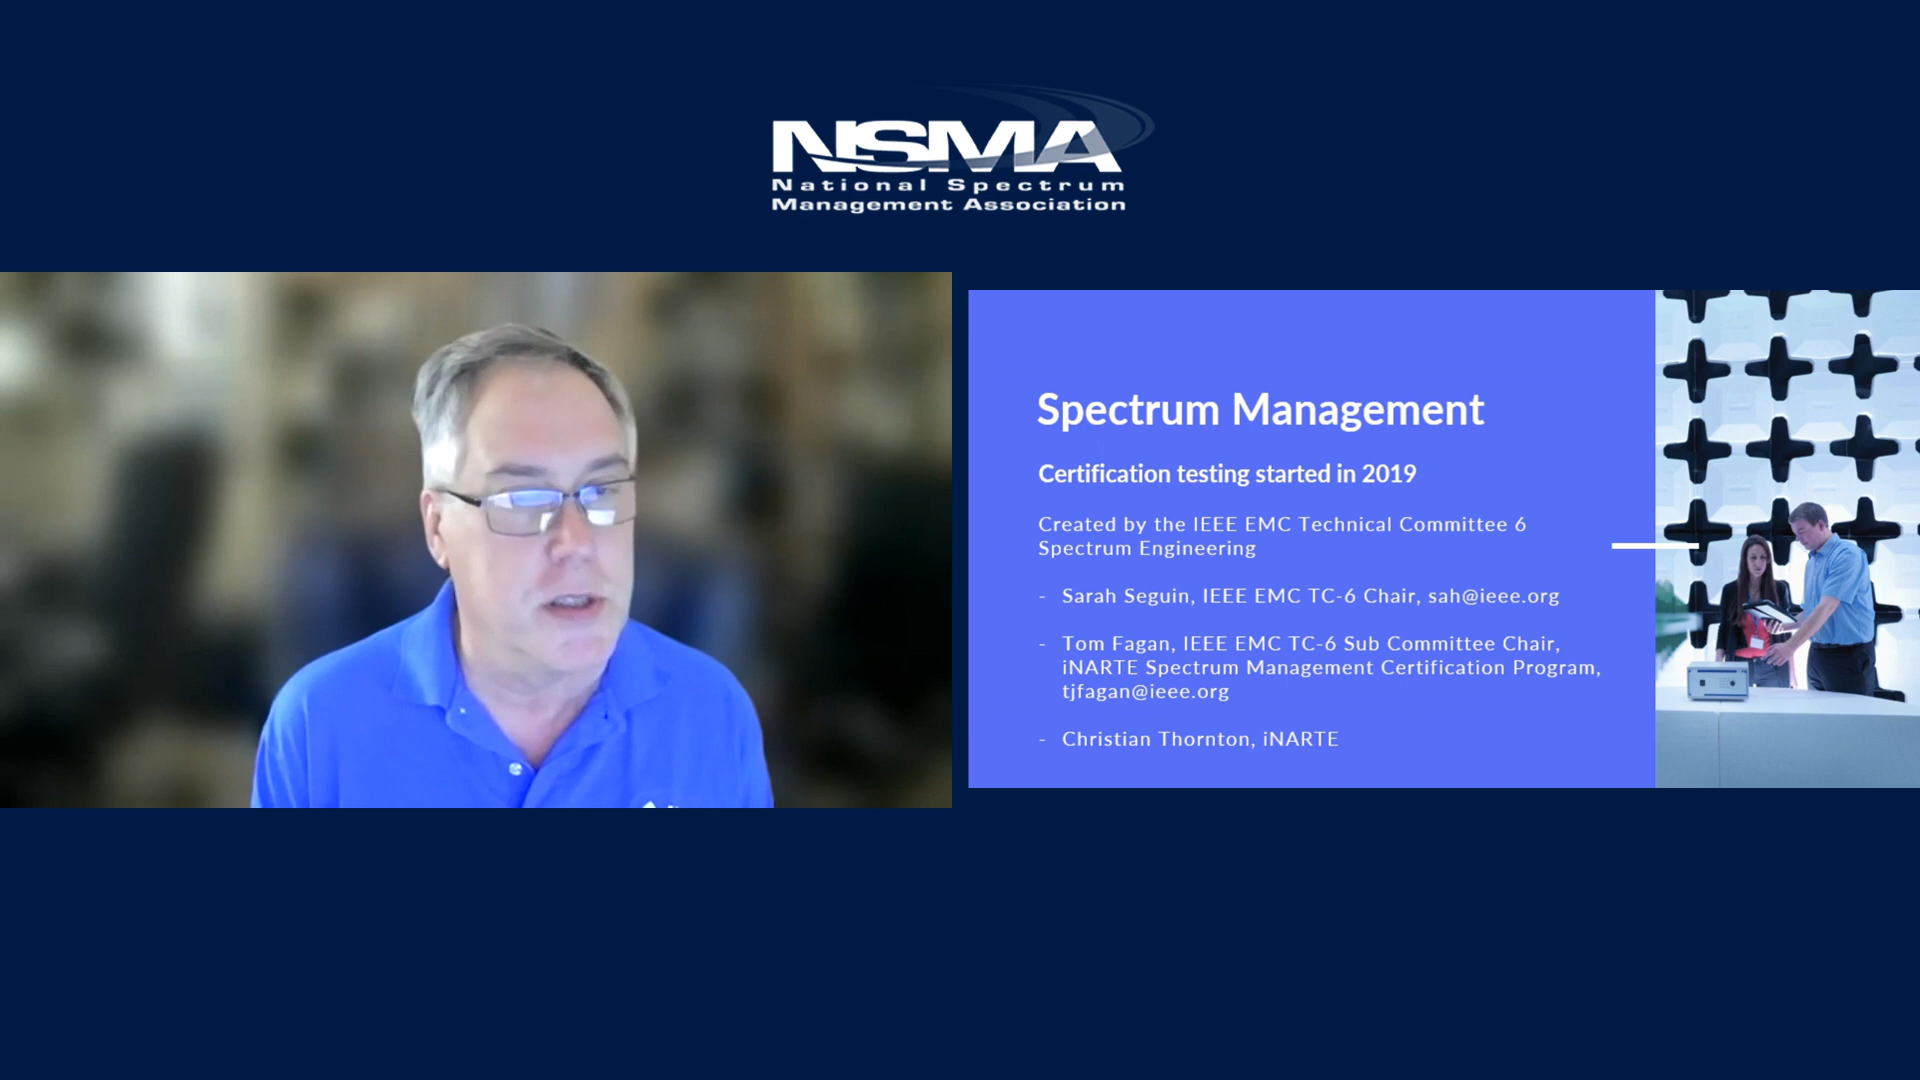 NSMA
National Spectrum
Management Association
Spectrum Management
Certification testing started in 2019
Created by the IEEE EMC Technical Committee 6
Spectrum Engineering
- Sarah Seguin, IEEE EMC TC-6 Chair, sah@ieee.org
- Tom Fagan, IEEE EMC TC-6 Sub Committee Chair,
iNARTE Spectrum Management Certification Program,
tjfagan@ieee.org
- Christian Thornton, iNARTE